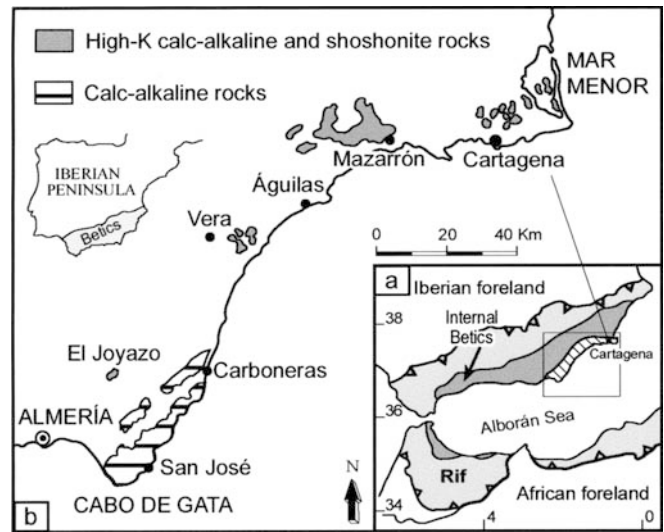 High-K calc-alkaline and shoshonite rocks
Calc-alkaline rocks
MAR
MENOR
Mazarrón
Cartagena
IBERIAN
PENINSULA
Betics
Águilas
Vera
0 20 40 Km
a
Iberian foreland
38
Internal
Betics
Cartagena
El Joyazo
Carboneras
36
Alborán Sea
ALMERÍA
San José
N
Rif
African foreland
34
4
0
b
CABO DE GATA